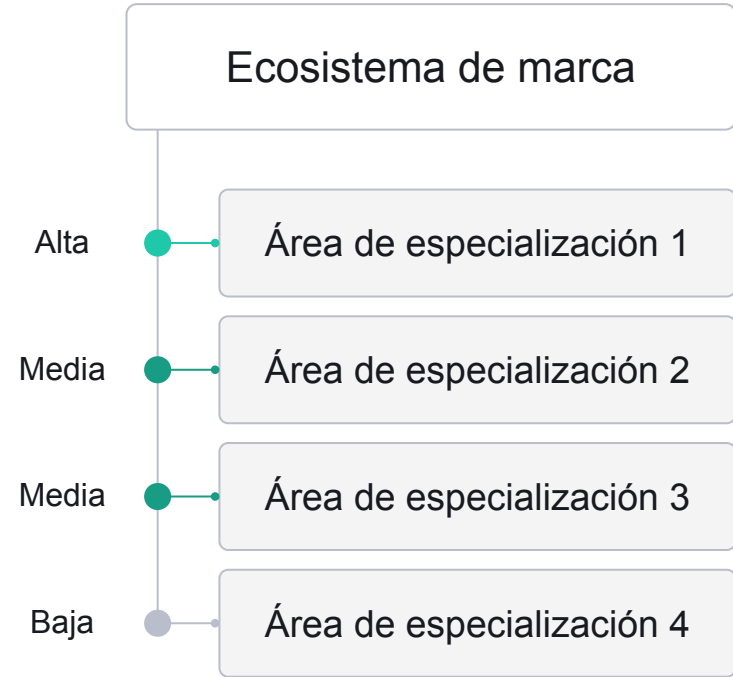 Ecosistema de marca
Alta
Área de especialización 1
Media
Área de especialización 2
Media
Área de especialización 3
Baja
Área de especialización 4